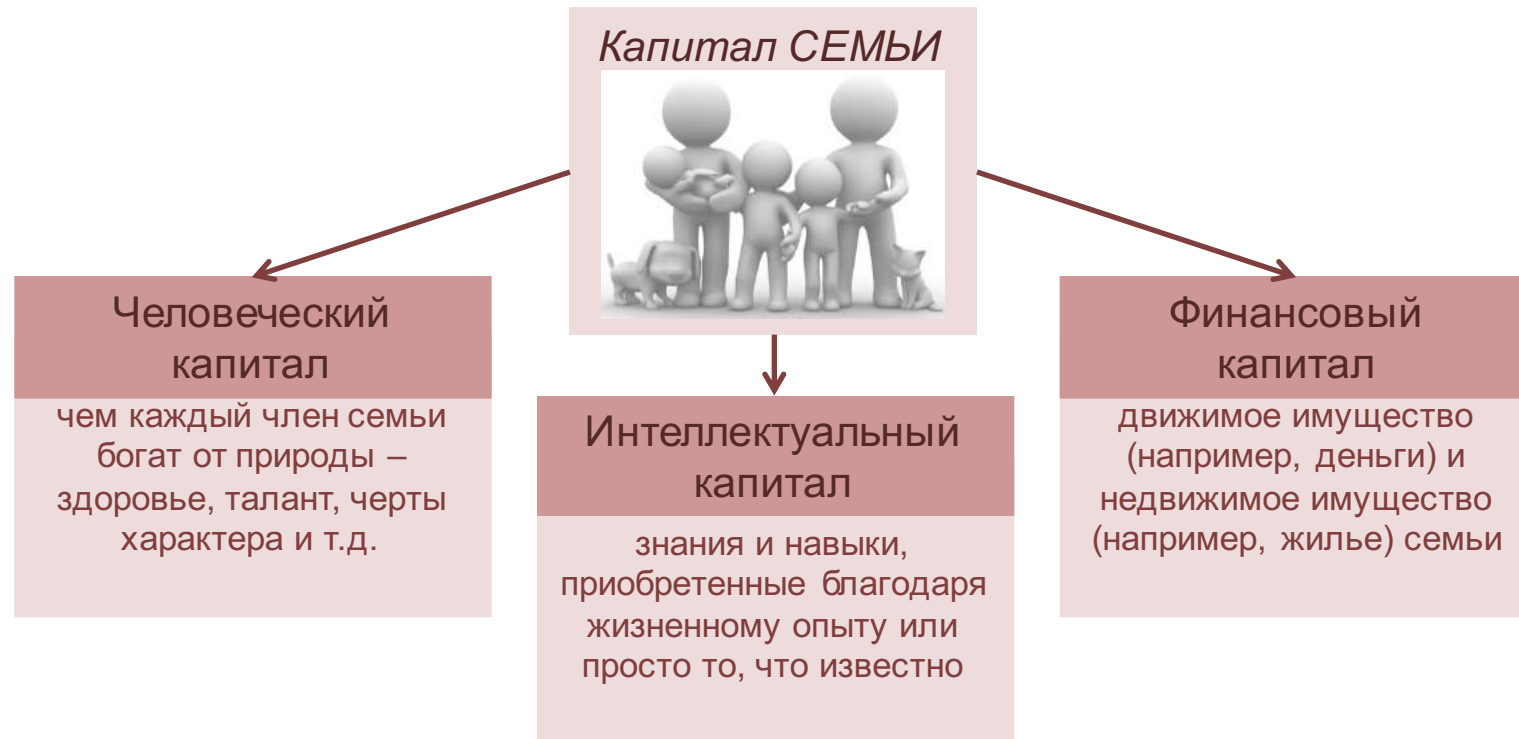 Капитал СЕМЬИ
Человеческий
капитал
чем каждый член семьи
богат от природы –
здоровье, талант, черты
характера и т.д.
Интеллектуальный
капитал
знания и навыки,
приобретенные благодаря
жизненному опыту или
просто то, что известно
Финансовый
капитал
движимое имущество
(например, деньги) и
недвижимое имущество
(например, жилье) семьи